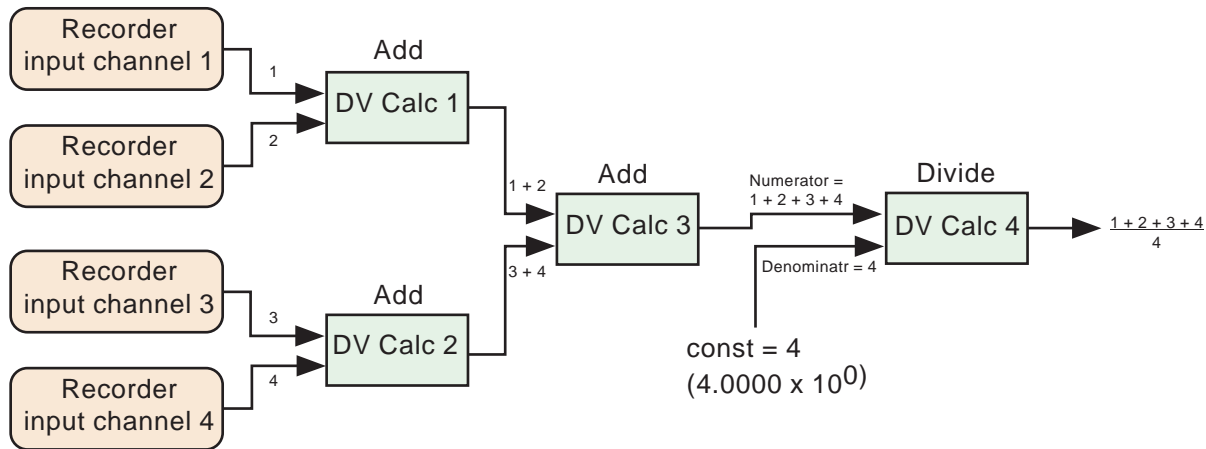 Recorder
input channel 1
Recorder
input channel 2
Recorder
input channel 3
Recorder
input channel 4
1
2
3
4
Add
DV Calc 1
Add
DV Calc 2
1 + 2
3 + 4
Add
DV Calc 3
Numerator =
1 + 2 + 3 + 4
Denominatr = 4
const = 4
(4.0000 x 10⁰)
Divide
DV Calc 4
1 + 2 + 3 + 4
4